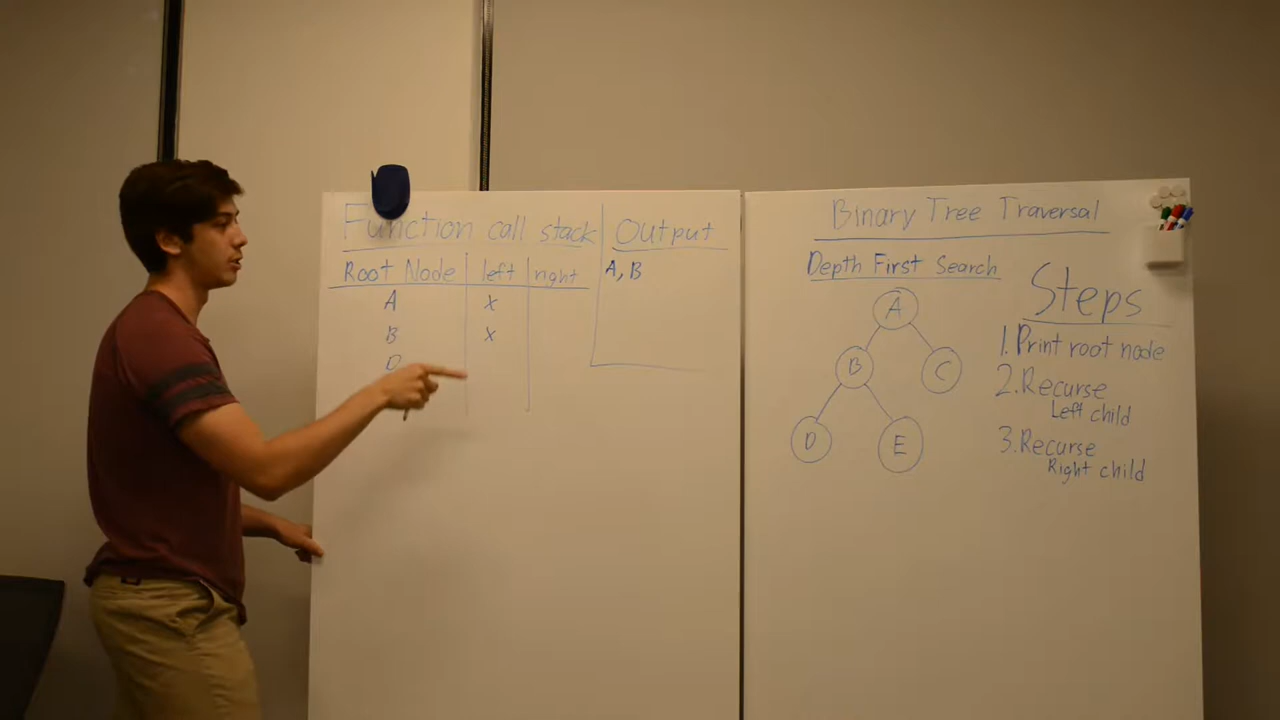 Function call stack
Output
Root Node left right
A, B
A x
B x
D
Binary Tree Traversal
Depth First Search
Steps
1. Print root node
2. Recurse
Left child
3. Recurse
Right child
A
B
C
D
E